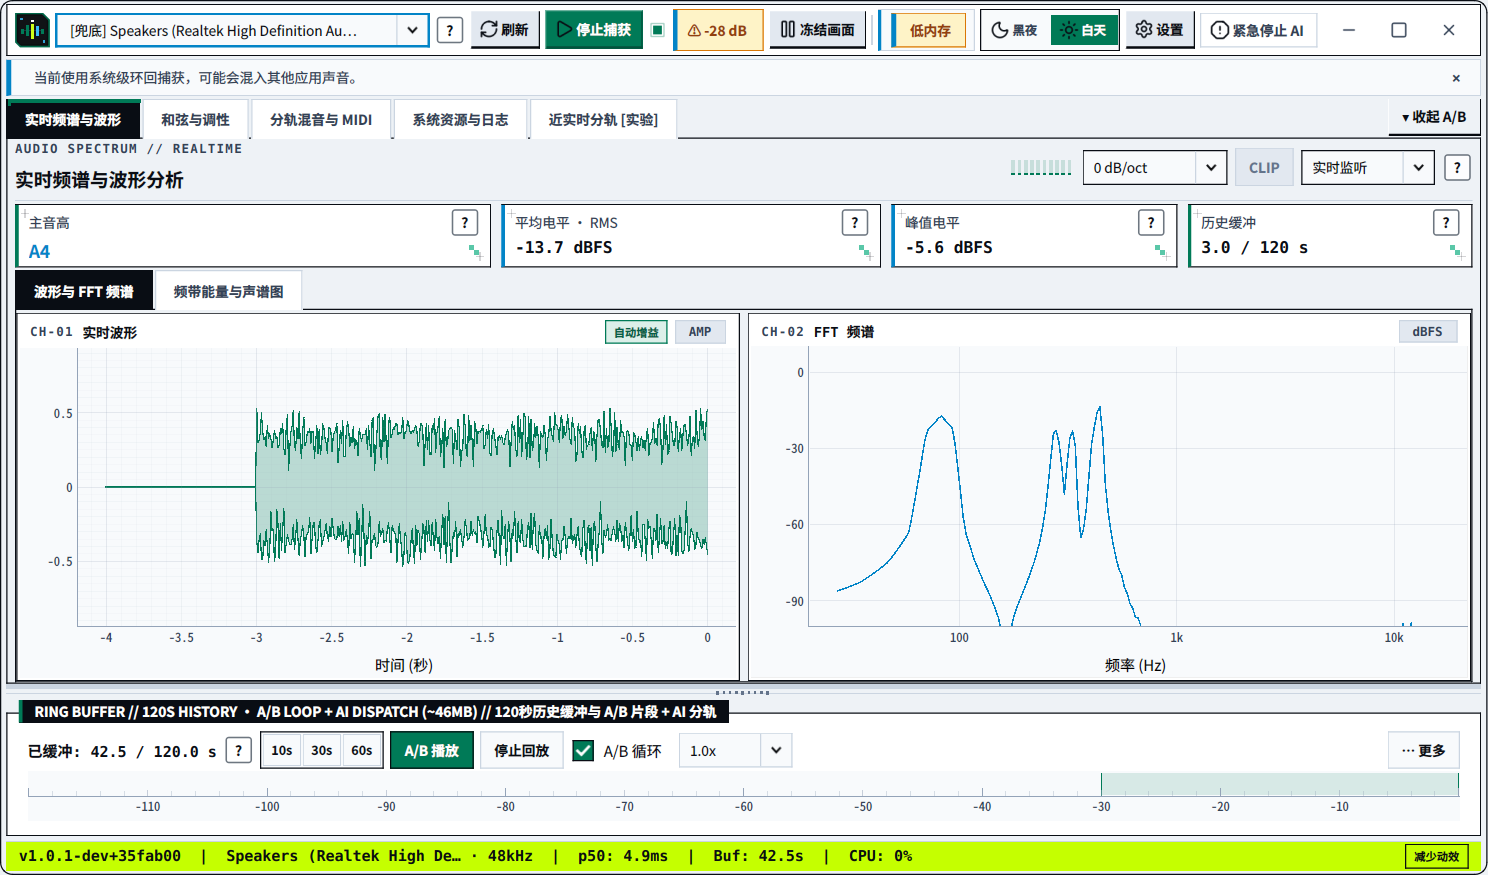 [兜底] Speakers (Realtek High Definition Au…
?
刷新
停止捕获
-28 dB
冻结画面
低内存
黑夜
白天
设置
紧急停止 AI
当前使用系统级环回捕获，可能会混入其他应用声音。
×
实时频谱与波形
和弦与调性
分轨混音与 MIDI
系统资源与日志
近实时分轨 [实验]
▾ 收起 A/B
AUDIO SPECTRUM // REALTIME
实时频谱与波形分析
0 dB/oct
CLIP
实时监听
?
主音高
?
A4
平均电平 · RMS
?
-13.7 dBFS
峰值电平
?
-5.6 dBFS
历史缓冲
?
3.0 / 120 s
波形与 FFT 频谱
频带能量与声谱图
CH-01 实时波形
自动增益
AMP
0.5
0
-0.5
-4
-3.5
-3
-2.5
-2
-1.5
-1
-0.5
0
时间 (秒)
CH-02 FFT 频谱
dBFS
0
-30
-60
-90
100
1k
10k
频率 (Hz)
RING BUFFER // 120S HISTORY · A/B LOOP + AI DISPATCH (~46MB) // 120秒历史缓冲与 A/B 片段 + AI 分轨
已缓冲: 42.5 / 120.0 s
?
10s
30s
60s
A/B 播放
停止回放
A/B 循环
1.0x
··· 更多
-110
-100
-90
-80
-70
-60
-50
-40
-30
-20
-10
v1.0.1-dev+35fab00 | Speakers (Realtek High De… · 48kHz | p50: 4.9ms | Buf: 42.5s | CPU: 0%
减少动效